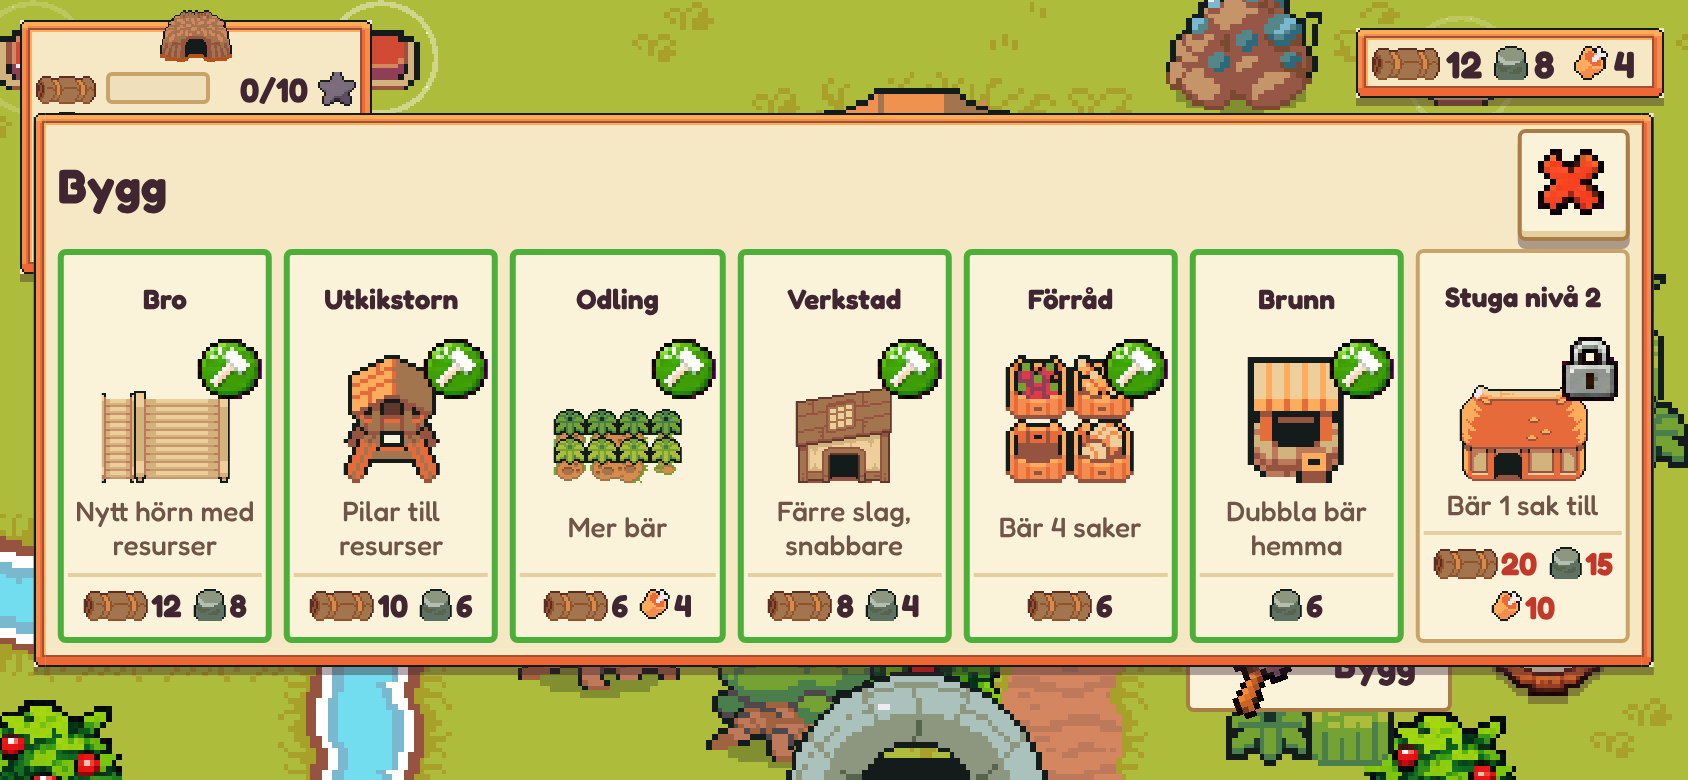 0/10
12 8 4
Bygg
Bro
Nytt hörn med
resurser
12 8
Utkikstorn
Pilar till
resurser
10 6
Odling
Mer bär
6 4
Verkstad
Färre slag,
snabbare
8 4
Förråd
Bär 4 saker
6
Brunn
Dubbla bär
hemma
6
Stuga nivå 2
Bär 1 sak till
20 15
10
Bygg